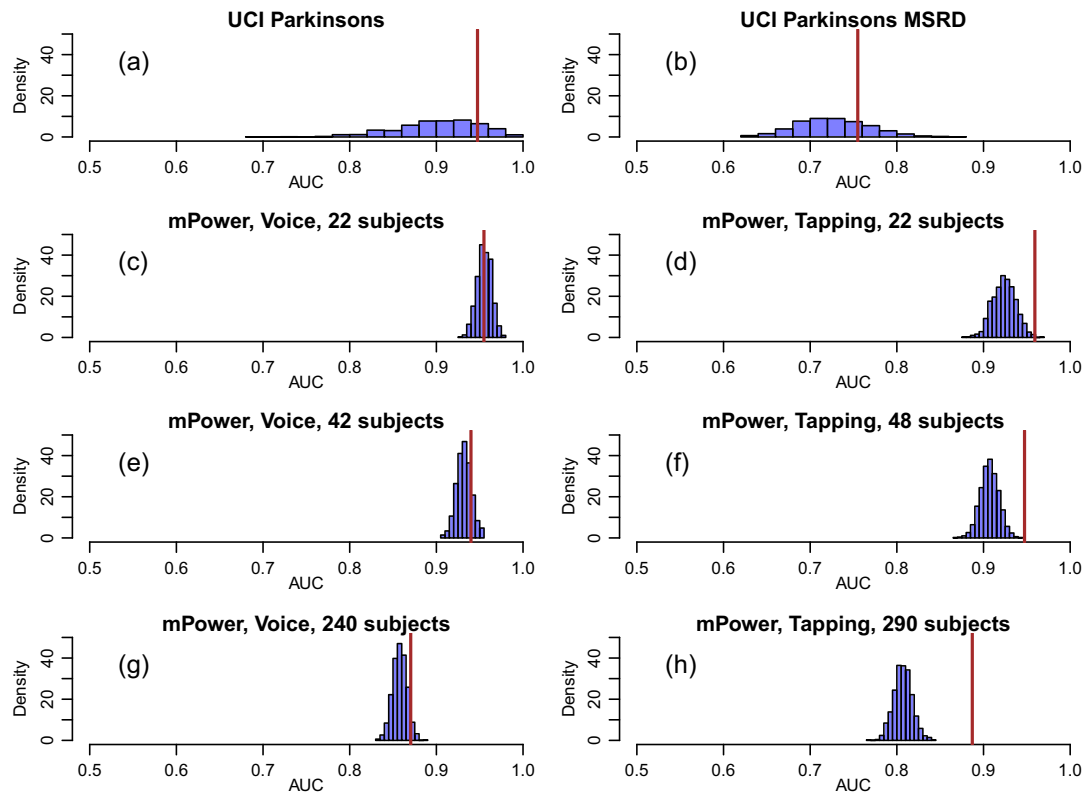 UCI Parkinsons
(a)
Density
0 20 40
0.5 0.6 0.7 0.8 0.9 1.0
AUC
UCI Parkinsons MSRD
(b)
Density
0 20 40
0.5 0.6 0.7 0.8 0.9 1.0
AUC
mPower, Voice, 22 subjects
(c)
Density
0 20 40
0.5 0.6 0.7 0.8 0.9 1.0
AUC
mPower, Tapping, 22 subjects
(d)
Density
0 20 40
0.5 0.6 0.7 0.8 0.9 1.0
AUC
mPower, Voice, 42 subjects
(e)
Density
0 20 40
0.5 0.6 0.7 0.8 0.9 1.0
AUC
mPower, Tapping, 48 subjects
(f)
Density
0 20 40
0.5 0.6 0.7 0.8 0.9 1.0
AUC
mPower, Voice, 240 subjects
(g)
Density
0 20 40
0.5 0.6 0.7 0.8 0.9 1.0
AUC
mPower, Tapping, 290 subjects
(h)
Density
0 20 40
0.5 0.6 0.7 0.8 0.9 1.0
AUC